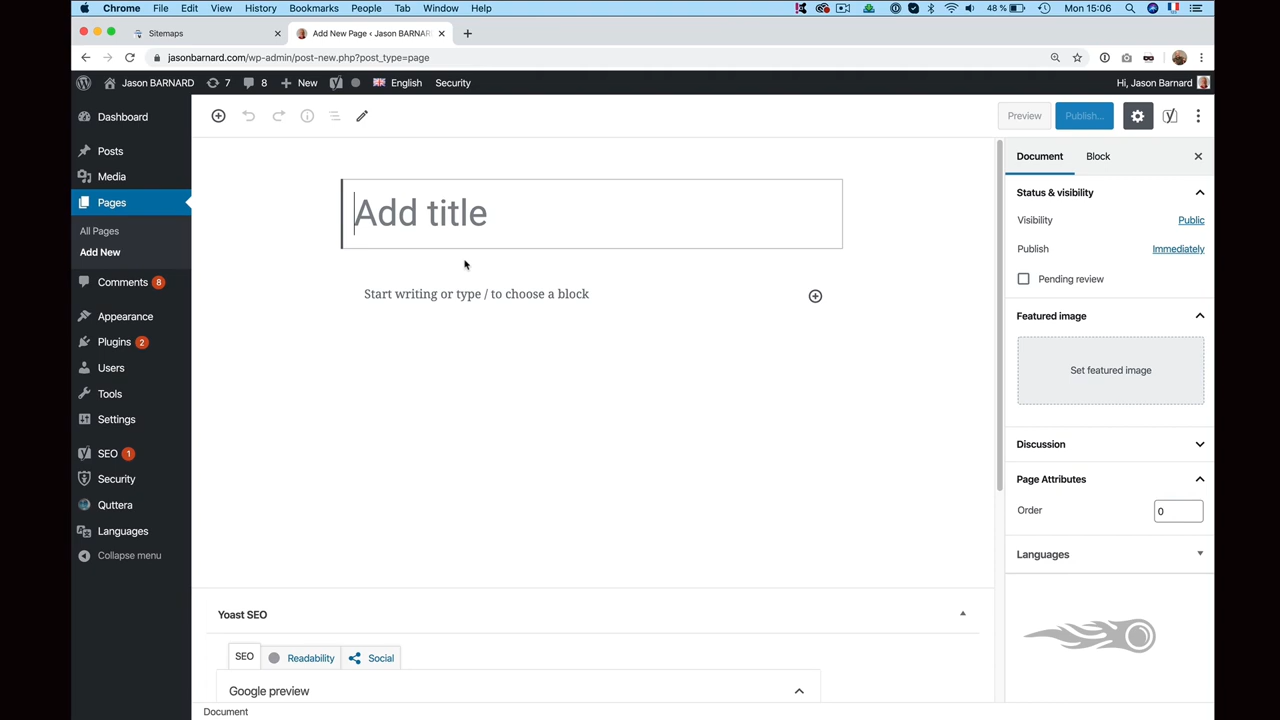 Chrome File Edit View History Bookmarks People Tab Window Help 48 % Mon 15:06
Sitemaps Add New Page ‹ Jason BARNAR
jasonbarnard.com/wp-admin/post-new.php?post_type=page
Jason BARNARD 7 8 New English Security Hi, Jason Barnard
Dashboard
Posts
Media
Pages
All Pages
Add New
Comments 8
Appearance
Plugins 2
Users
Tools
Settings
SEO 1
Security
Quttera
Languages
Collapse menu
Preview Publish...
Add title
Start writing or type / to choose a block
Document Block
Status & visibility
Visibility Public
Publish Immediately
Pending review
Featured image
Set featured image
Discussion
Page Attributes
Order 0
Languages
Yoast SEO
SEO Readability Social
Google preview
Document